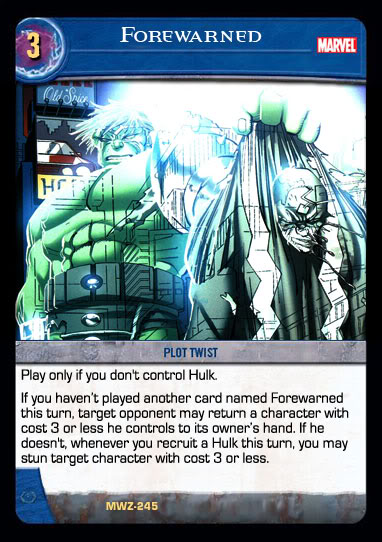 3
Forewarned
MARVEL
Old Spice
PLOT TWIST
Play only if you don't control Hulk.
If you haven't played another card named Forewarned
this turn, target opponent may return a character with
cost 3 or less he controls to its owner's hand. If he
doesn't, whenever you recruit a Hulk this turn, you may
stun target character with cost 3 or less.
MWZ-245